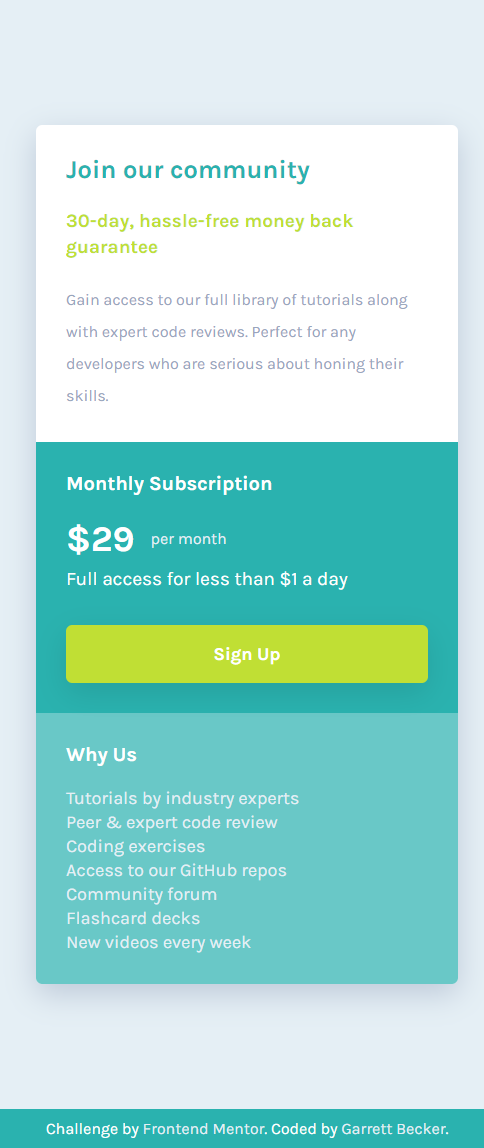 Join our community
30-day, hassle-free money back
guarantee
Gain access to our full library of tutorials along
with expert code reviews. Perfect for any
developers who are serious about honing their
skills.
Monthly Subscription
$29 per month
Full access for less than $1 a day
Sign Up
Why Us
Tutorials by industry experts
Peer & expert code review
Coding exercises
Access to our GitHub repos
Community forum
Flashcard decks
New videos every week
Challenge by Frontend Mentor. Coded by Garrett Becker.